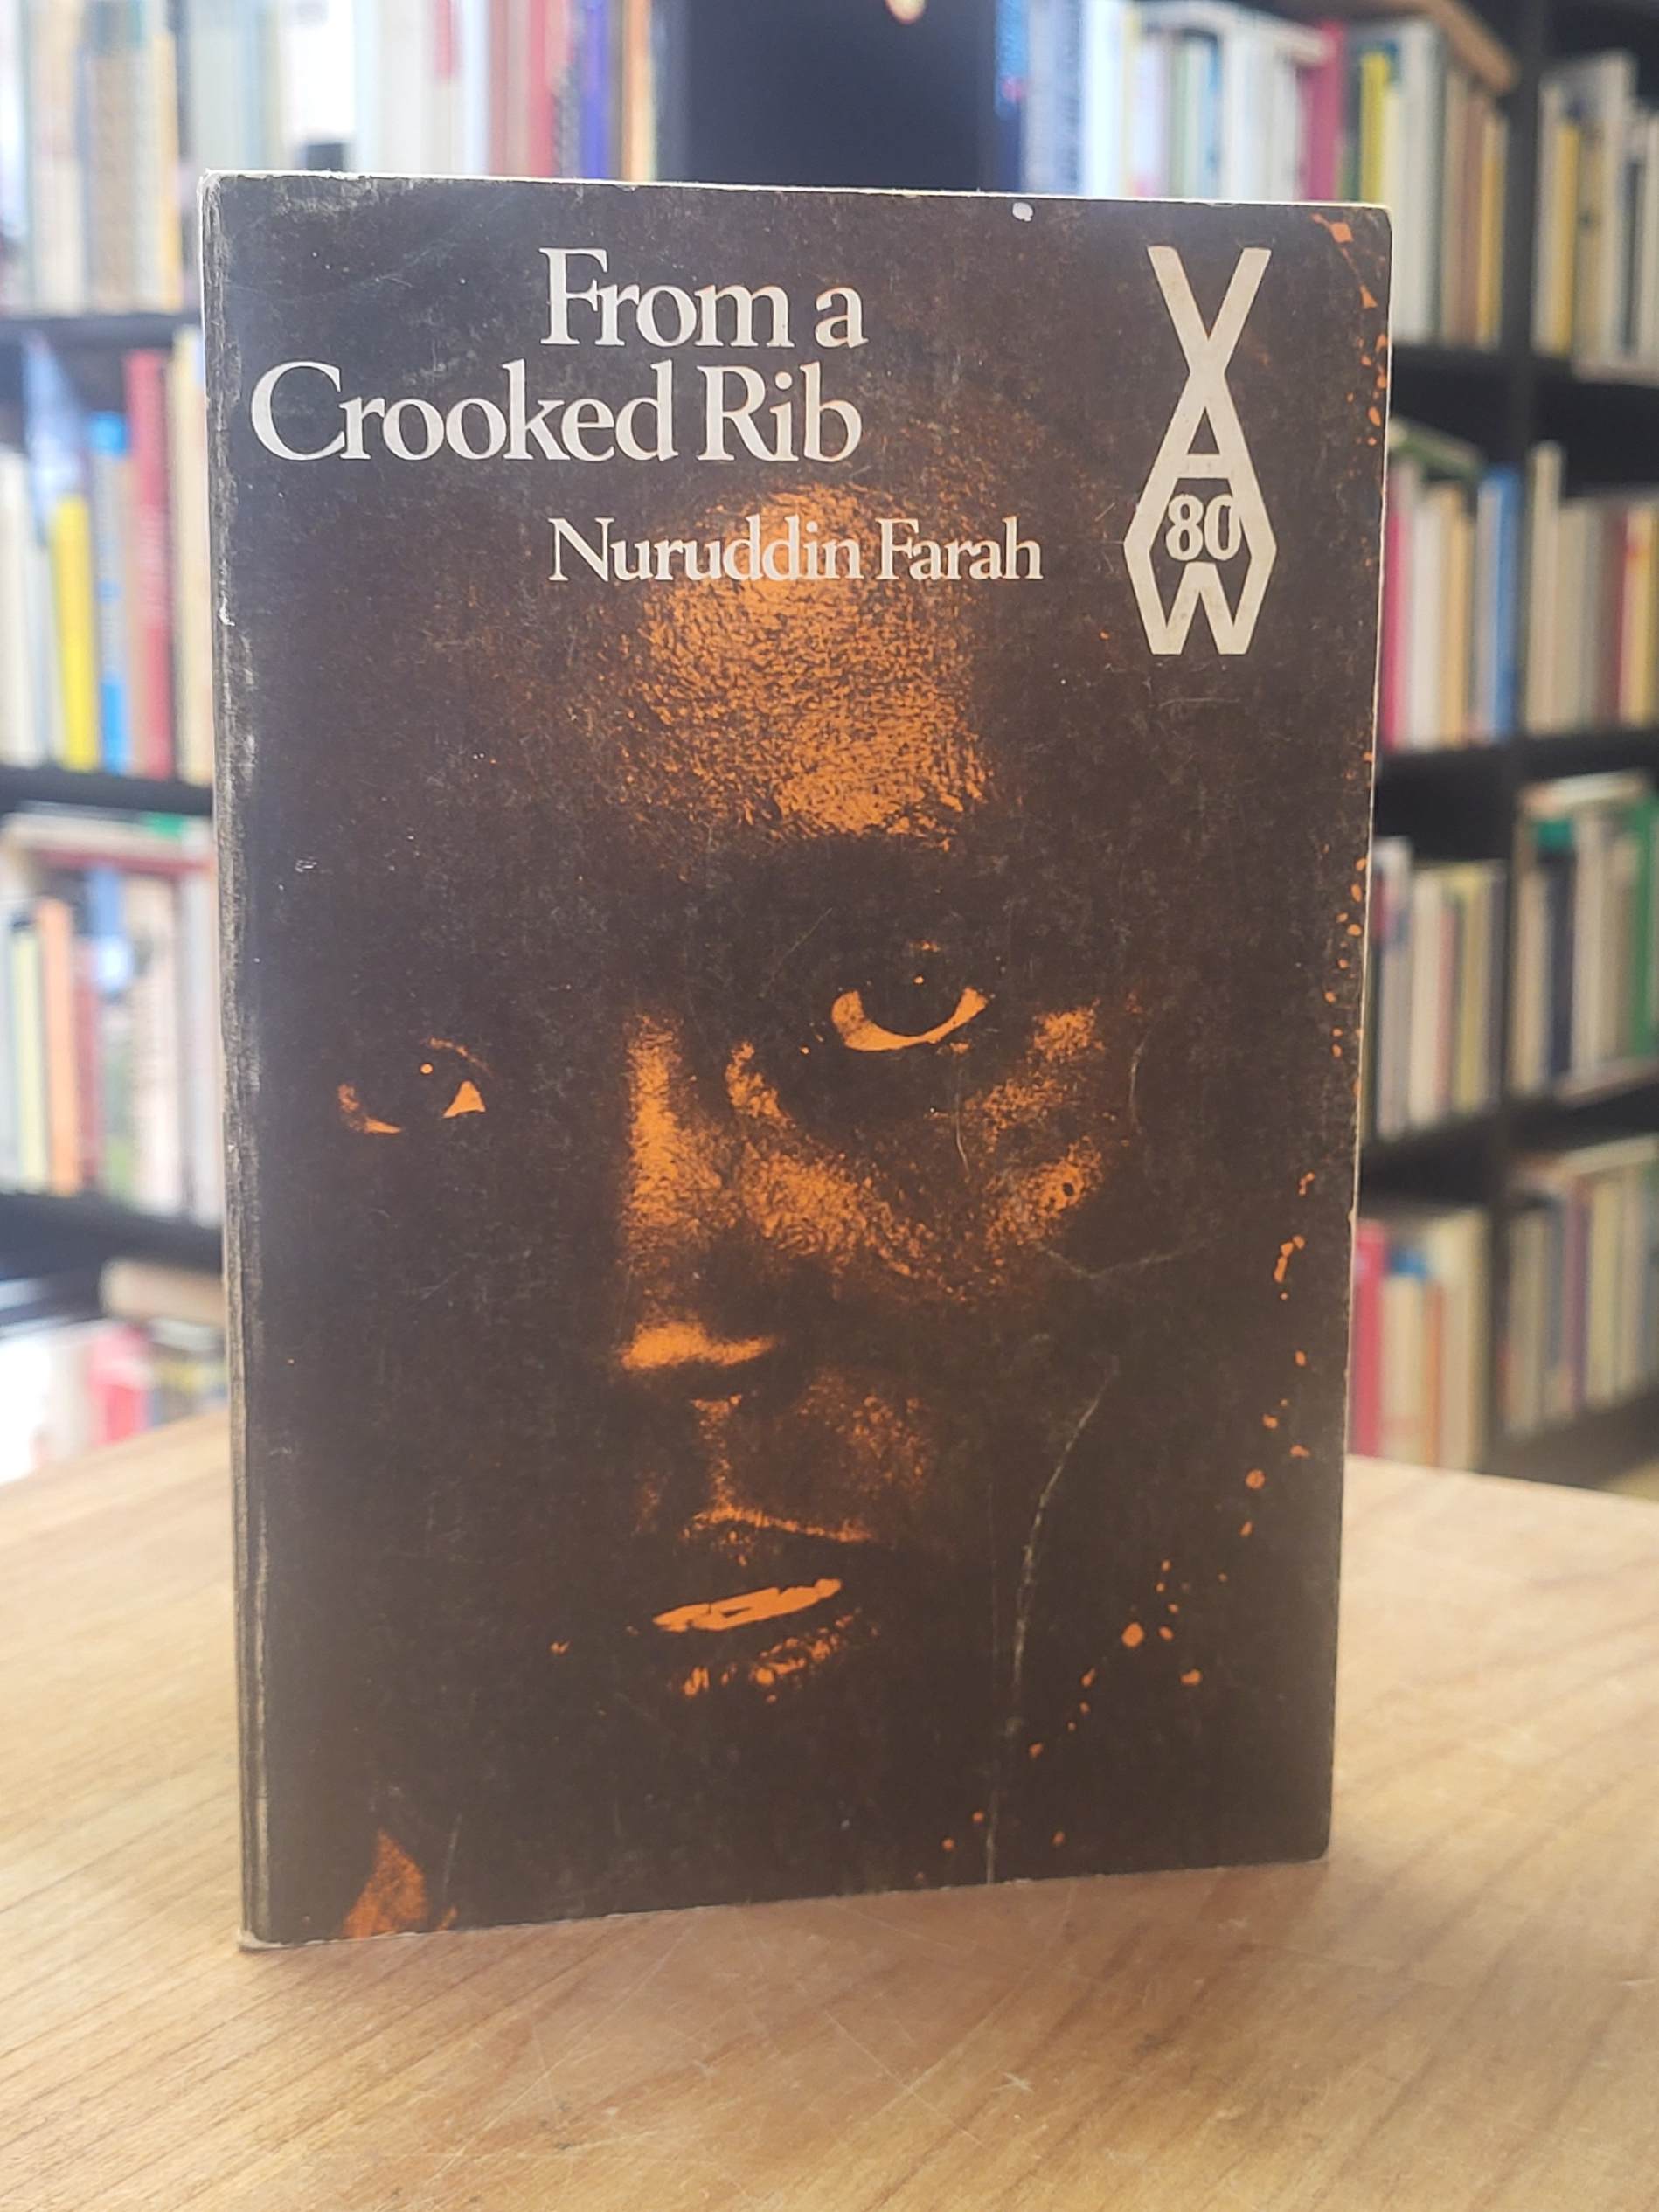 From a
Crooked Rib
Nuruddin Farah
AW
80